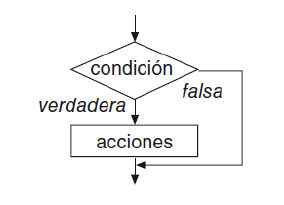 condición
verdadera
falsa
acciones